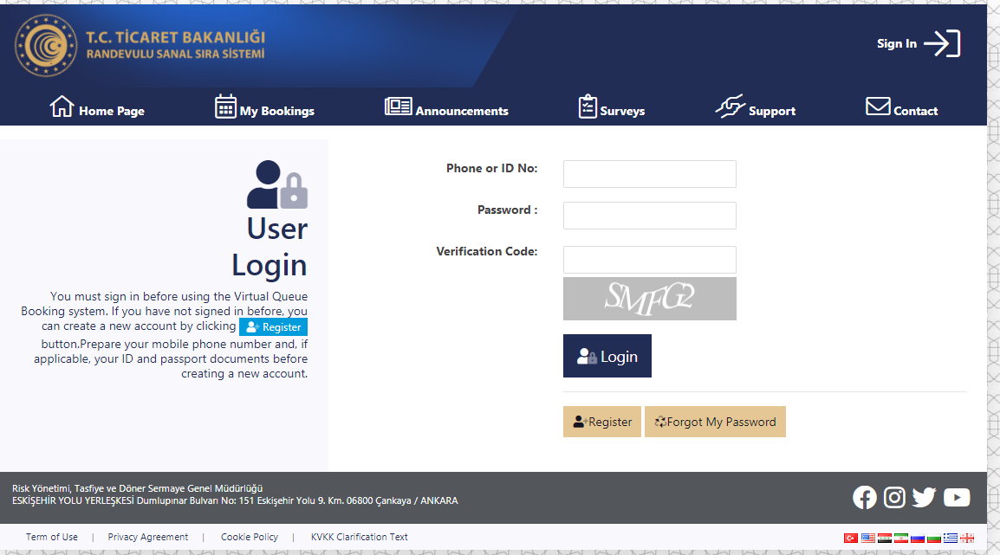 T.C. TİCARET BAKANLIĞI
RANDEVULU SANAL SIRA SİSTEMİ
Sign In
Home Page
My Bookings
Announcements
Surveys
Support
Contact
User
Login
You must sign in before using the Virtual Queue
Booking system. If you have not signed in before, you
can create a new account by clicking Register
button.Prepare your mobile phone number and, if
applicable, your ID and passport documents before
creating a new account.
Phone or ID No:
Password :
Verification Code:
SMFG2
Login
Register
Forgot My Password
Risk Yönetimi, Tasfiye ve Döner Sermaye Genel Müdürlüğü
ESKİŞEHİR YOLU YERLEŞKESİ Dumlupınar Bulvarı No: 151 Eskişehir Yolu 9. Km. 06800 Çankaya / ANKARA
Term of Use | Privacy Agreement | Cookie Policy | KVKK Clarification Text